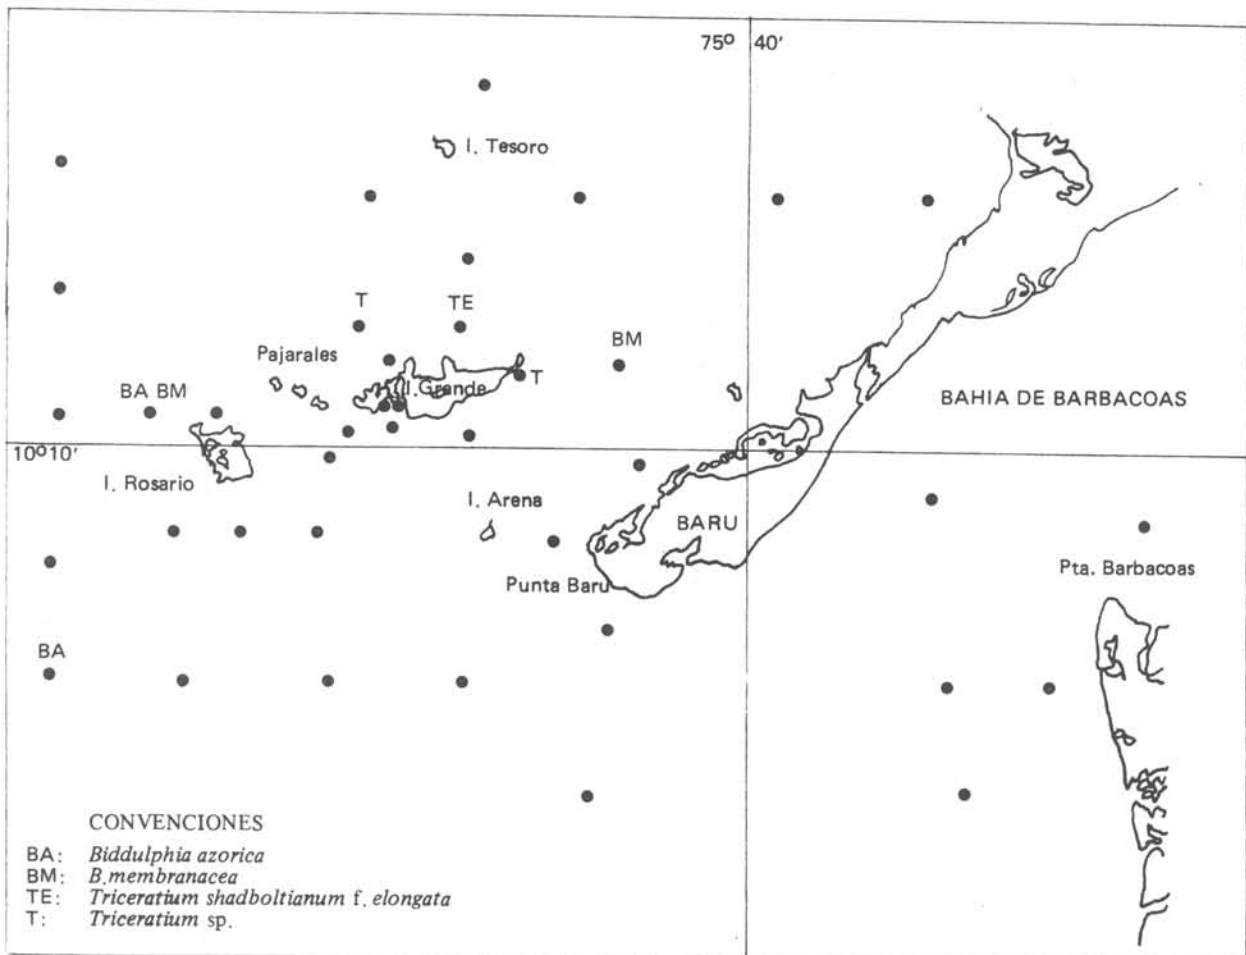 75º 40'
I. Tesoro
T
TE
Pajarales
BM
I. Grande
T
BA BM
BAHIA DE BARBACOAS
10º10'
I. Rosario
I. Arena
BARU
Punta Baru
Pta. Barbacoas
BA
CONVENCIONES
BA: Biddulphia azorica
BM: B.membranacea
TE: Triceratium shadboltianum f. elongata
T: Triceratium sp.